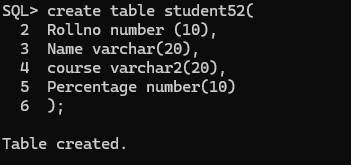 SQL> create table student52(
  2  Rollno number (10),
  3  Name varchar(20),
  4  course varchar2(20),
  5  Percentage number(10)
  6  );
Table created.